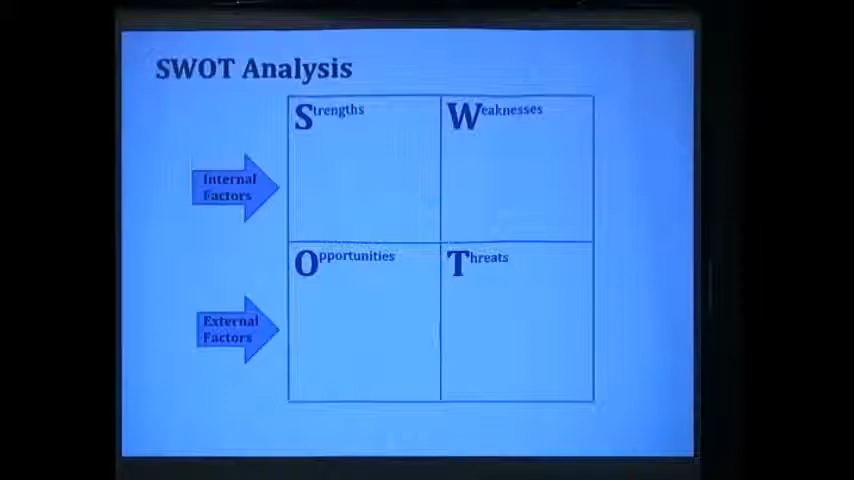 SWOT Analysis
Strengths
Weaknesses
Internal
Factors
Opportunities
Threats
External
Factors